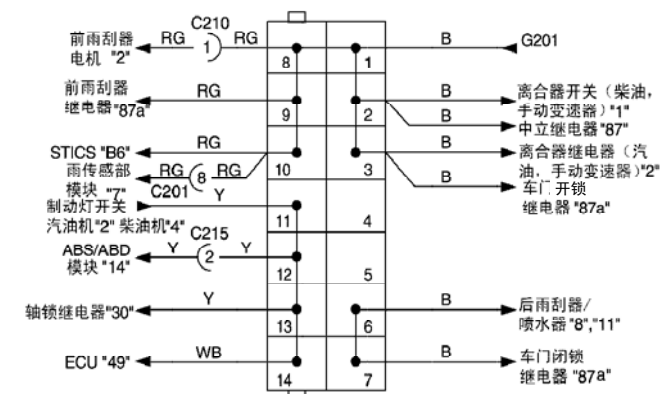 C210
前雨刮器
电机 "2"
RG
1
RG
8
1
B
G201
前雨刮器
继电器"87a"
RG
9
2
B
离合器开关（柴油，
手动变速器）"1"
B
中立继电器"87"
STICS "B6"
RG
10
3
B
离合器继电器（汽
油，手动变速器）"2"
雨传感部
模块 "7"
RG
8
RG
C201
B
车门开锁
继电器 "87a"
制动灯开关
汽油机"2" 柴油机"4"
Y
11
4
C215
ABS/ABD
模块 "14"
Y
2
Y
12
5
轴锁继电器"30"
Y
13
6
B
后雨刮器/
喷水器 "8","11"
ECU "49"
WB
14
7
B
车门闭锁
继电器 "87a"